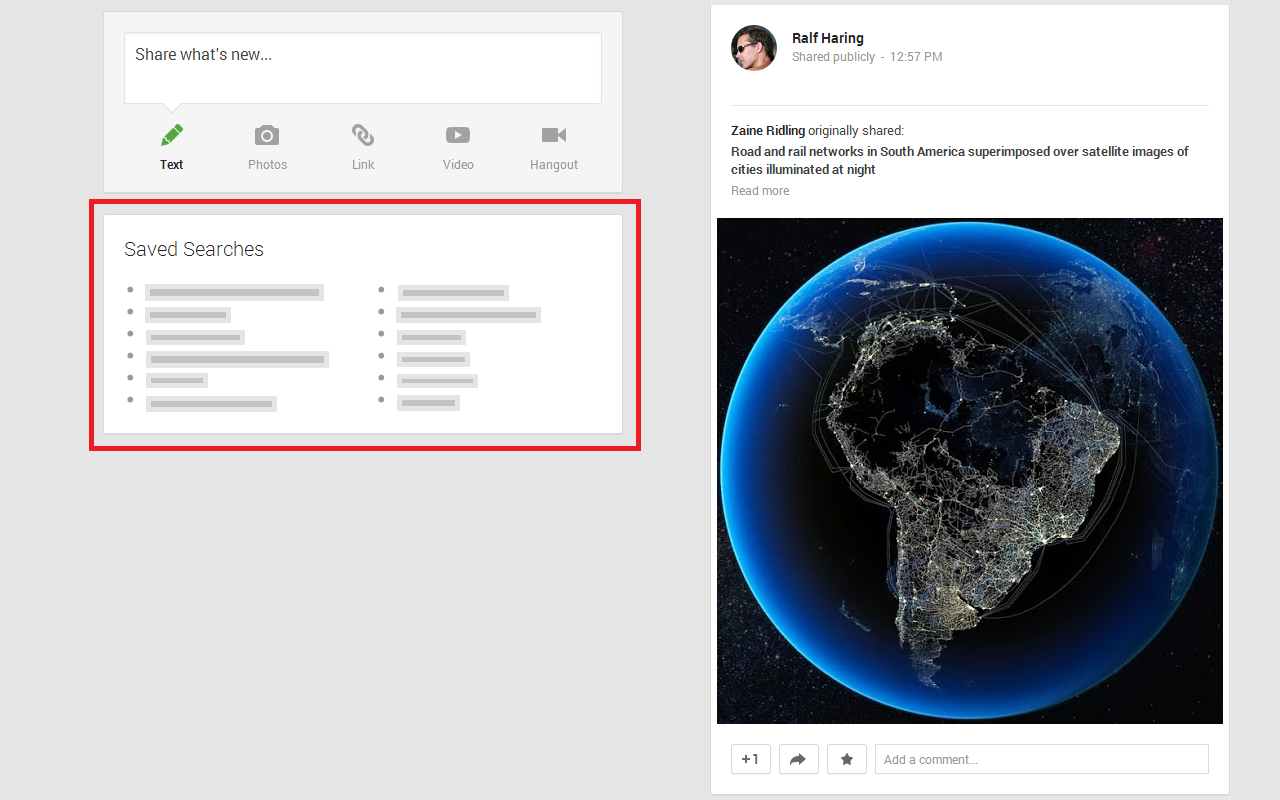 Share what's new...
Text
Photos
Link
Video
Hangout
Saved Searches
Ralf Haring
Shared publicly - 12:57 PM
Zaine Ridling originally shared:
Road and rail networks in South America superimposed over satellite images of
cities illuminated at night
Read more
+1
Add a comment...